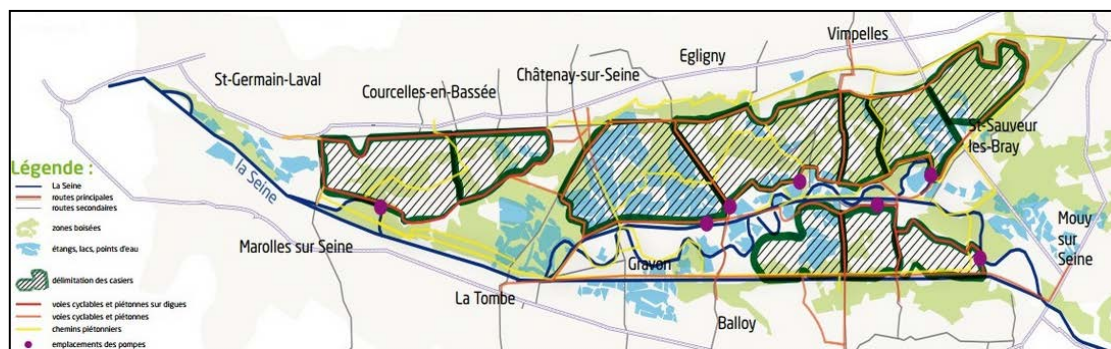 Vimpelles
Egligny
St-Germain-Laval
Châtenay-sur-Seine
Courcelles-en-Bassée
St-Sauveur
les-Bray
la Seine
Mouy
sur
Seine
Marolles sur Seine
Gravon
La Tombe
Balloy
Légende :
La Seine
routes principales
routes secondaires
zones boisées
étangs, lacs, points d'eau
délimitation des casiers
voies cyclables et piétonnes sur digues
voies cyclables et piétonnes
chemins piétonniers
emplacements des pompes